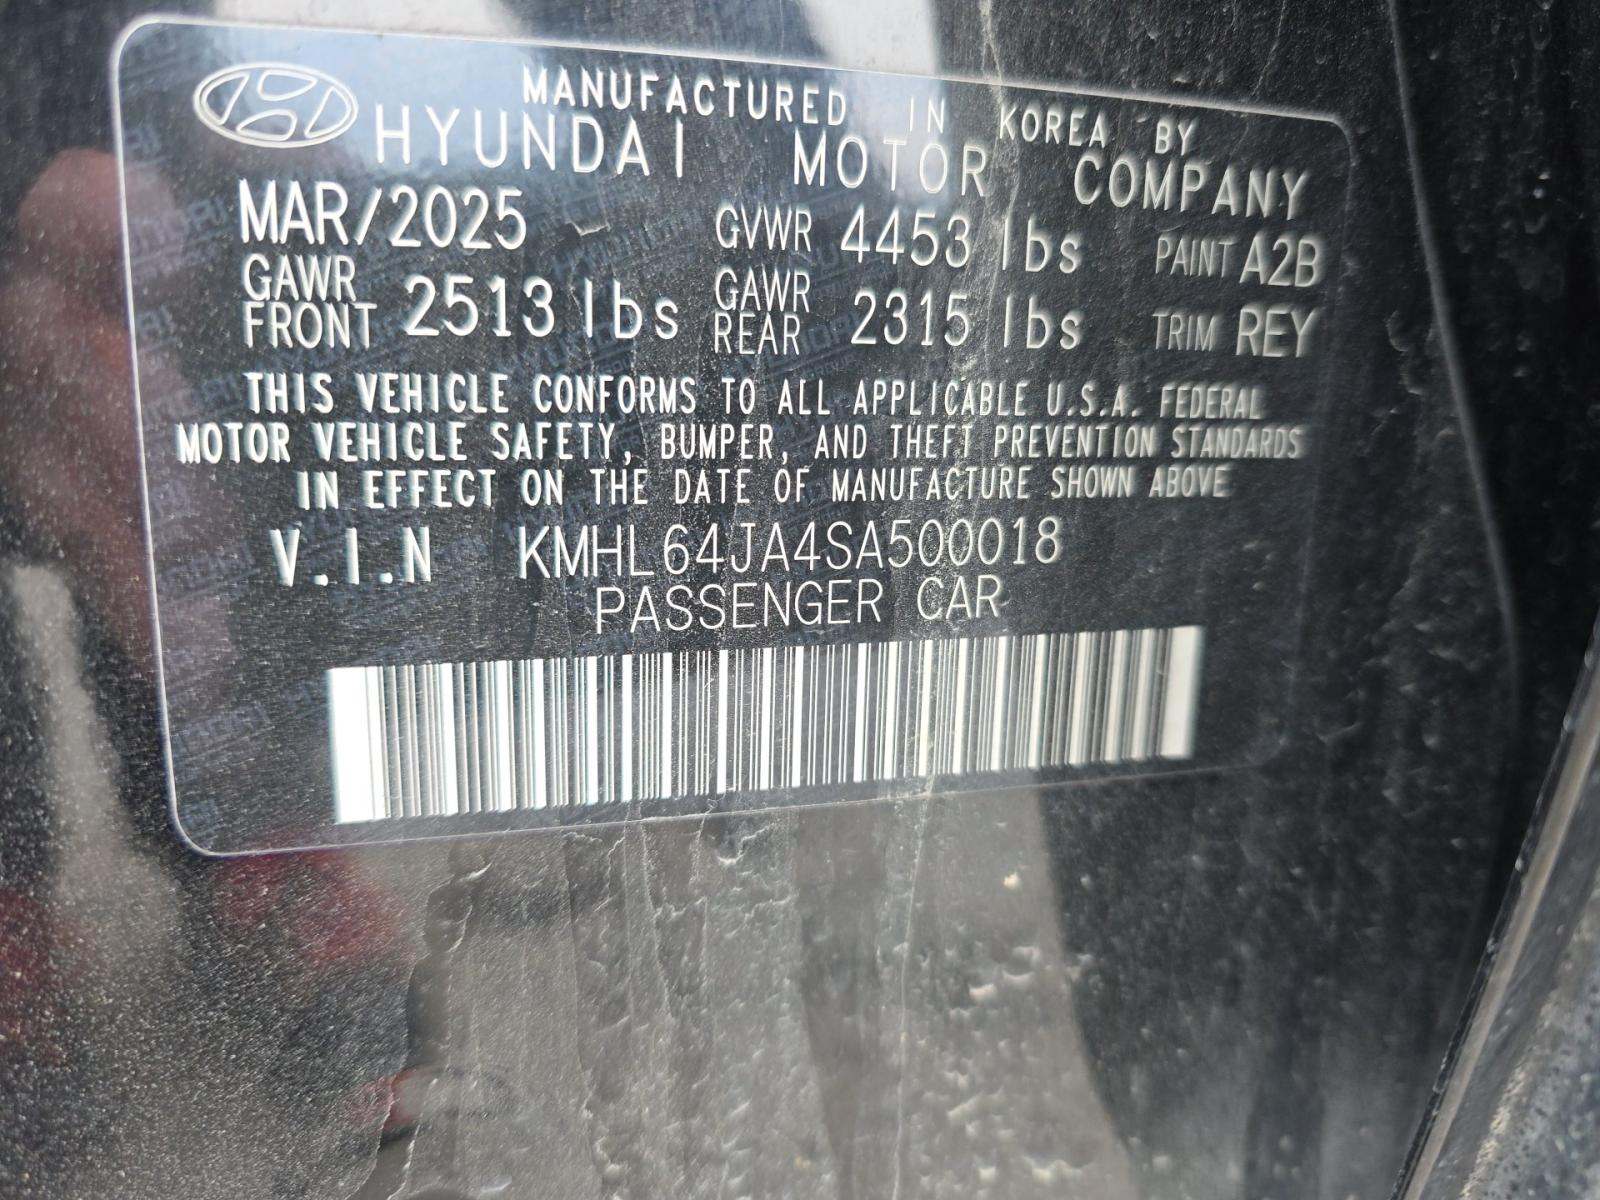 MANUFACTURED IN KOREA BY
HYUNDAI MOTOR COMPANY
MAR/2025 GVWR 4453 lbs PAINT A2B
GAWR FRONT 2513 lbs GAWR REAR 2315 lbs TRIM REY
THIS VEHICLE CONFORMS TO ALL APPLICABLE U.S.A. FEDERAL
MOTOR VEHICLE SAFETY, BUMPER, AND THEFT PREVENTION STANDARDS
IN EFFECT ON THE DATE OF MANUFACTURE SHOWN ABOVE
V.I.N KMHL64JA4SA500018
PASSENGER CAR